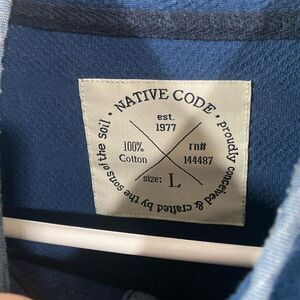 · NATIVE CODE ·
proudly conceived & crafted by the sons of the soil
est.
1977
100%
Cotton
rn#
144487
size: L